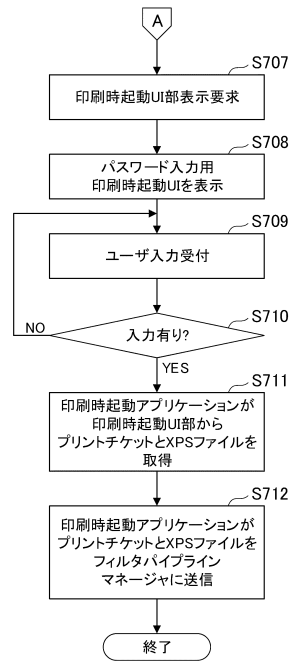 A
S707
印刷時起動UI部表示要求
S708
パスワード入力用
印刷時起動UIを表示
S709
ユーザ入力受付
S710
入力有り?
NO
YES
S711
印刷時起動アプリケーションが
印刷時起動UI部から
プリントチケットとXPSファイルを
取得
S712
印刷時起動アプリケーションが
プリントチケットとXPSファイルを
フィルタパイプライン
マネージャに送信
終了